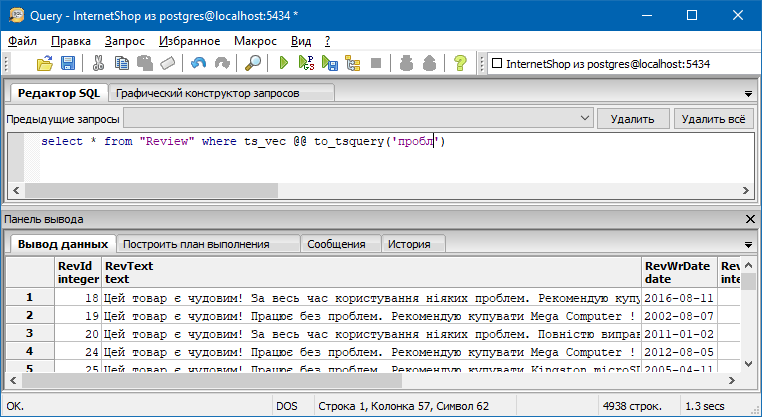 Query - InternetShop из postgres@localhost:5434 *
Файл Правка Запрос Избранное Макрос Вид ?
InternetShop из postgres@localhost:5434
Редактор SQL Графический конструктор запросов
Предыдущие запросы Удалить Удалить всё
select * from "Review" where ts_vec @@ to_tsquery('пробл')
Панель вывода
Вывод данных Построить план выполнения Сообщения История
RevId RevText RevWrDate
integer text date
1 18 Цей товар є чудовим! За весь час користування ніяких проблем. Рекомендую 2016-08-11
2 19 Цей товар є чудовим! Працює без проблем. Рекомендую купувати Mega Computer ! 2002-08-07
3 20 Цей товар є чудовим! За весь час користування ніяких проблем. Повністю 2011-01-02
4 24 Цей товар є чудовим! Працює без проблем. Рекомендую купувати Mega Computer ! 2012-08-05
5 25 Цей товар є чудовим! Працює без проблем. Рекомендую купувати Kingston 2005-04-11
OK. DOS Строка 1, Колонка 57, Символ 62 4938 строк. 1.3 secs